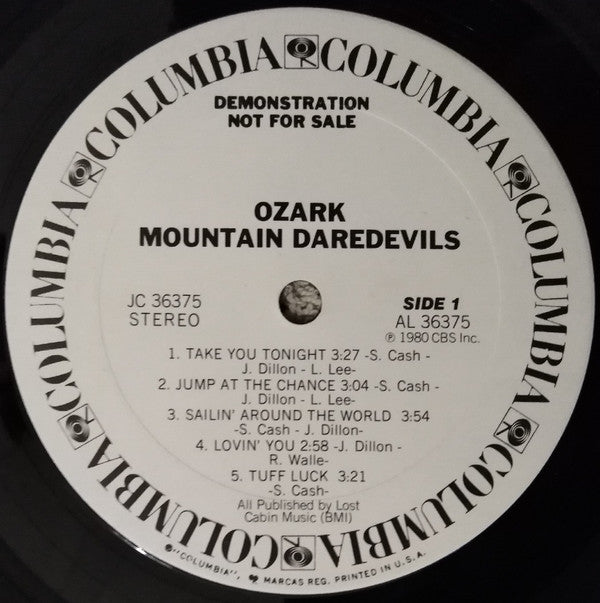 COLUMBIA COLUMBIA COLUMBIA COLUMBIA COLUMBIA COLUMBIA COLUMBIA
DEMONSTRATION
NOT FOR SALE
OZARK
MOUNTAIN DAREDEVILS
JC 36375
STEREO
SIDE 1
AL 36375
℗ 1980 CBS Inc.
1. TAKE YOU TONIGHT 3:27 -S. Cash -
J. Dillon - L. Lee-
2. JUMP AT THE CHANCE 3:04 -S. Cash -
J. Dillon - L. Lee-
3. SAILIN' AROUND THE WORLD 3:54
-S. Cash - J. Dillon-
4. LOVIN' YOU 2:58 -J. Dillon -
R. Walle-
5. TUFF LUCK 3:21
-S. Cash-
All Published by Lost
Cabin Music (BMI)
® "COLUMBIA", MARCAS REG. PRINTED IN U.S.A.